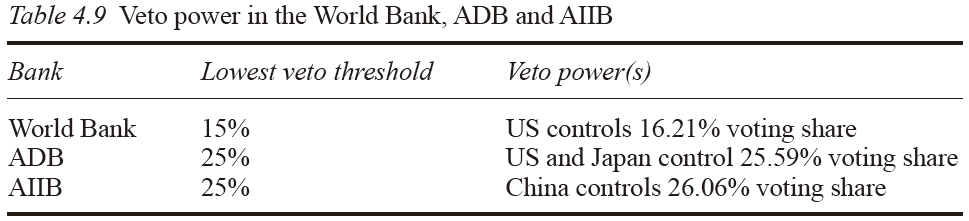 Table 4.9 Veto power in the World Bank, ADB and AIIB
Bank Lowest veto threshold Veto power(s)
World Bank 15% US controls 16.21% voting share
ADB 25% US and Japan control 25.59% voting share
AIIB 25% China controls 26.06% voting share